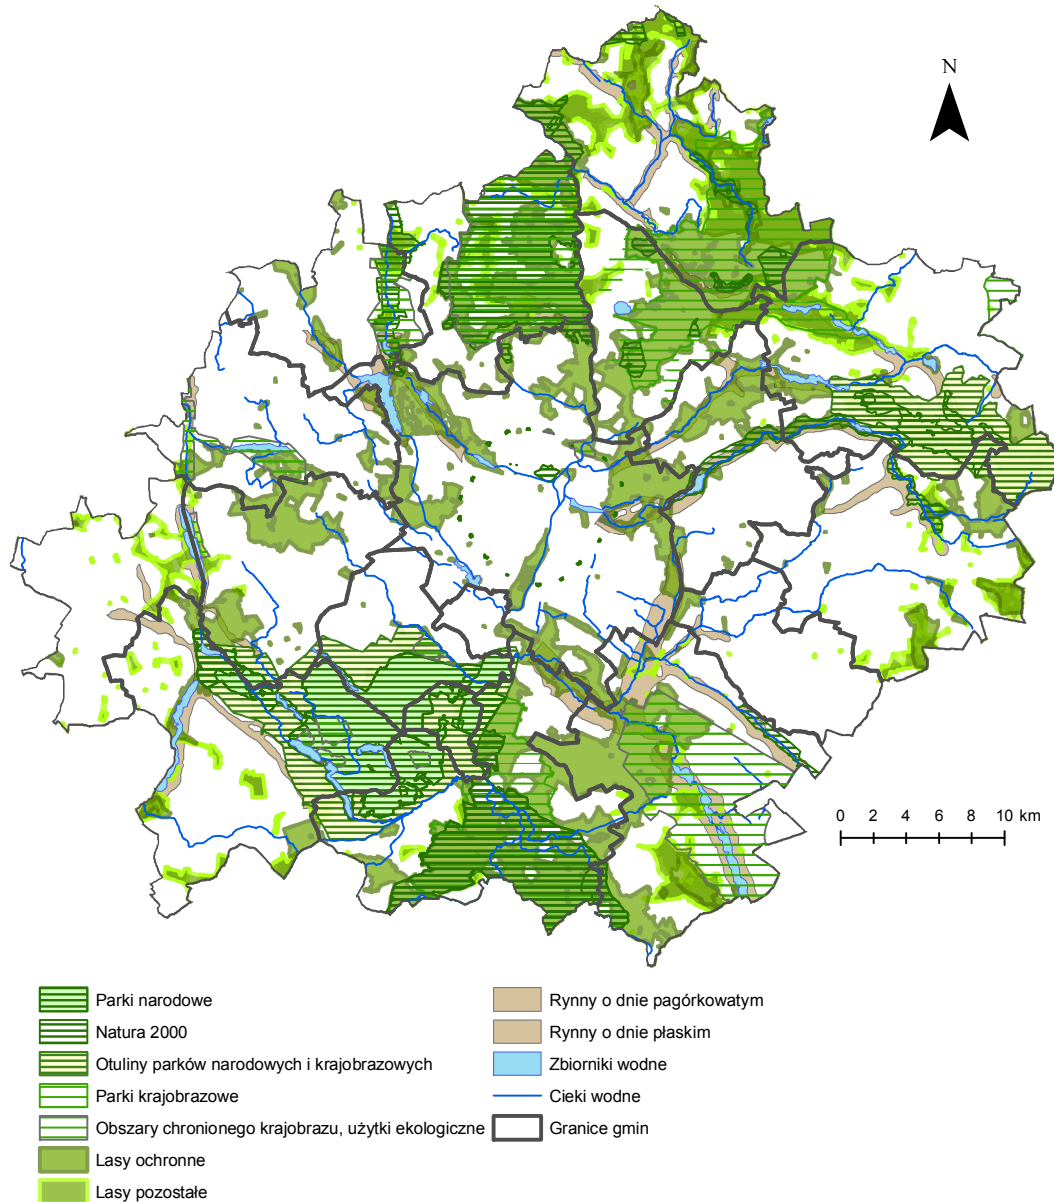 N
0 2 4 6 8 10 km
Parki narodowe
Natura 2000
Otuliny parków narodowych i krajobrazowych
Parki krajobrazowe
Obszary chronionego krajobrazu, użytki ekologiczne
Lasy ochronne
Lasy pozostałe
Rynny o dnie pagórkowatym
Rynny o dnie płaskim
Zbiorniki wodne
Cieki wodne
Granice gmin